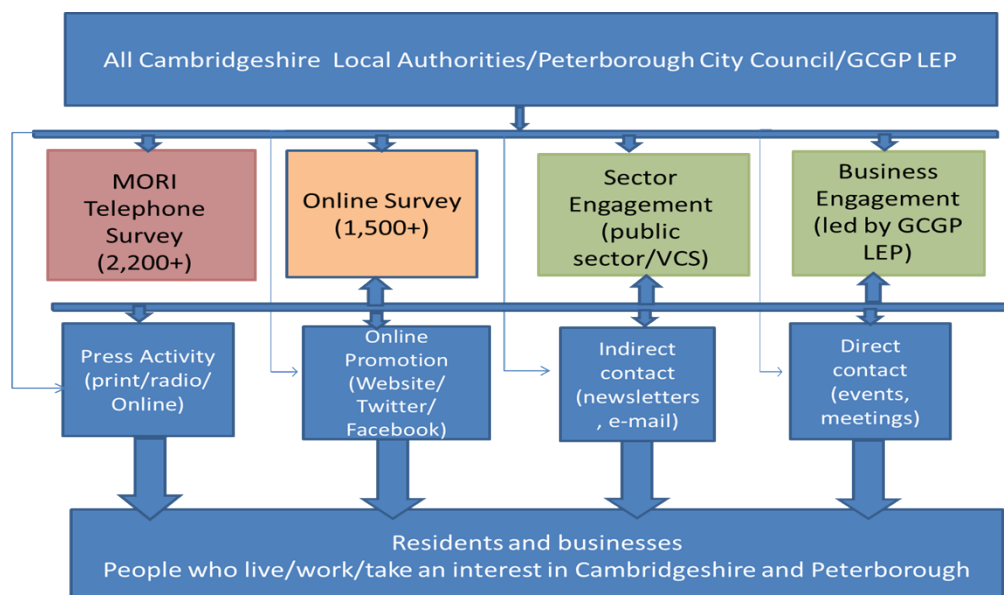 All Cambridgeshire Local Authorities/Peterborough City Council/GCGP LEP
MORI
Telephone
Survey
(2,200+)
Online Survey
(1,500+)
Sector
Engagement
(public
sector/VCS)
Business
Engagement
(led by GCGP
LEP)
Press Activity
(print/radio/
Online)
Online
Promotion
(Website/
Twitter/
Facebook)
Indirect
contact
(newsletters
, e-mail)
Direct
contact
(events,
meetings)
Residents and businesses
People who live/work/take an interest in Cambridgeshire and Peterborough